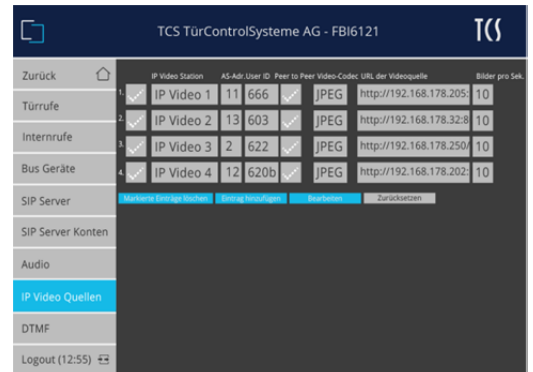 TCS TürControlSysteme AG - FBI6121
TCS
Zurück
Türrufe
Internrufe
Bus Geräte
SIP Server
SIP Server Konten
Audio
IP Video Quellen
DTMF
Logout (12:55)
IP Video Station AS-Adr. User ID Peer to Peer Video-Codec URL der Videoquelle Bilder pro Sek.
1. IP Video 1 11 666 JPEG http://192.168.178.205: 10
2. IP Video 2 13 603 JPEG http://192.168.178.32:8 10
3. IP Video 3 2 622 JPEG http://192.168.178.250/ 10
4. IP Video 4 12 620b JPEG http://192.168.178.202: 10
Markierte Einträge löschen Eintrag hinzufügen Bearbeiten Zurücksetzen